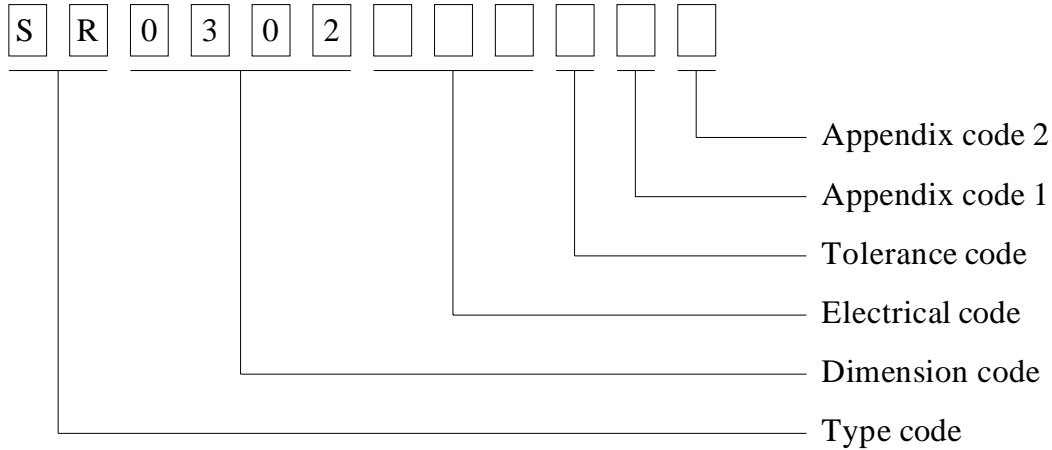 S R 0 3 0 2
Appendix code 2
Appendix code 1
Tolerance code
Electrical code
Dimension code
Type code